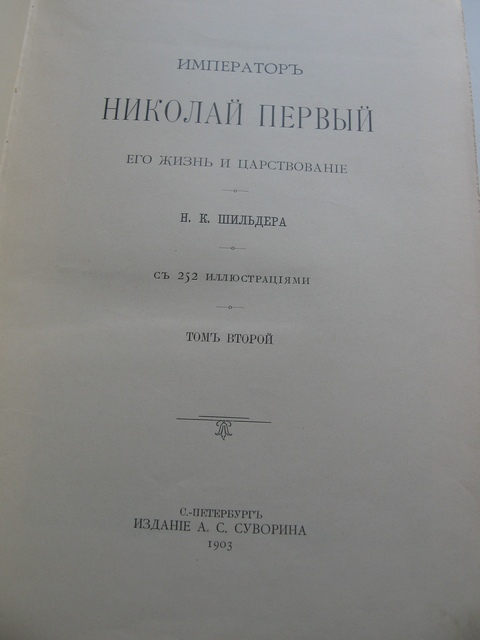 ИМПЕРАТОРЪ
НИКОЛАЙ ПЕРВЫЙ
ЕГО ЖИЗНЬ И ЦАРСТВОВАНІЕ
Н. К. ШИЛЬДЕРА
СЪ 252 ИЛЛЮСТРАЦІЯМИ
ТОМЪ ВТОРОЙ
С.-ПЕТЕРБУРГЪ
ИЗДАНІЕ А. С. СУВОРИНА
1903